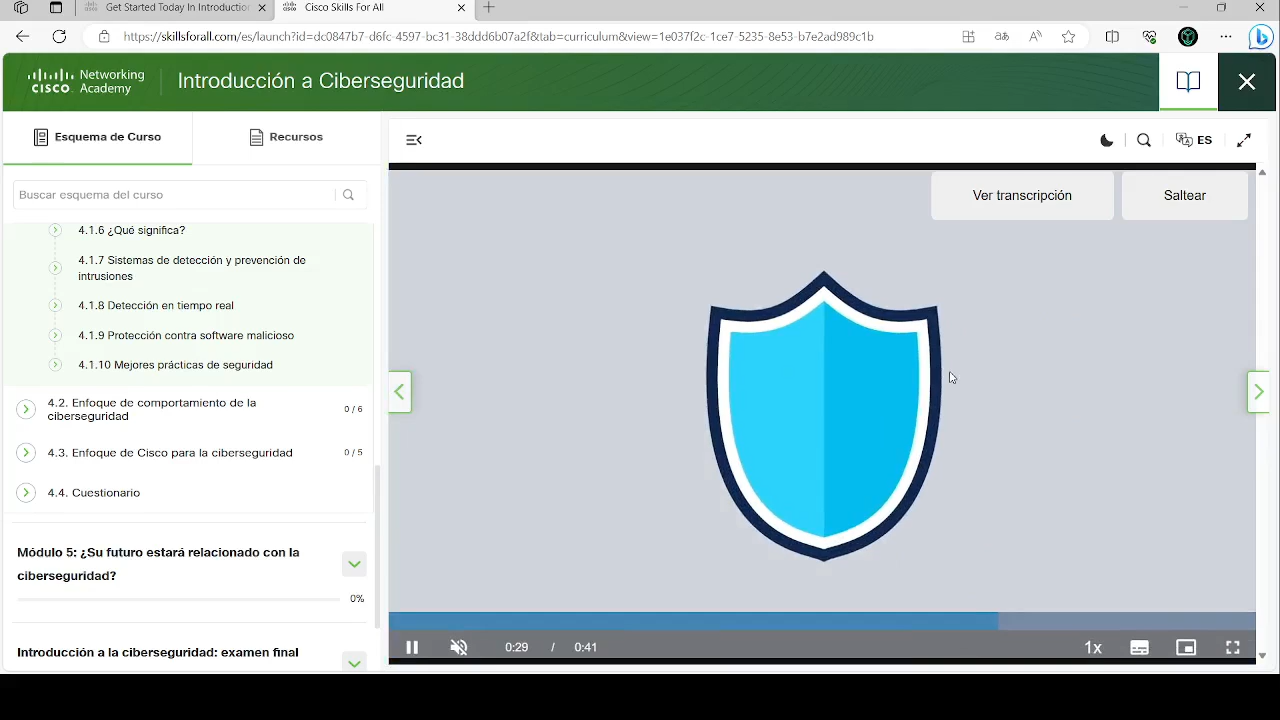 Get Started Today In Introduction
Cisco Skills For All
https://skillsforall.com/es/launch?id=dc0847b7-d6fc-4597-bc31-38ddd6b07a2f&tab=curriculum&view=1e037f2c-1ce7-5235-8e53-b7e2ad989c1b
Networking
CISCO Academy
Introducción a Ciberseguridad
Esquema de Curso
Recursos
ES
Buscar esquema del curso
Ver transcripción
Saltear
4.1.6 ¿Qué significa?
4.1.7 Sistemas de detección y prevención de
intrusiones
4.1.8 Detección en tiempo real
4.1.9 Protección contra software malicioso
4.1.10 Mejores prácticas de seguridad
4.2. Enfoque de comportamiento de la
ciberseguridad
0 / 6
4.3. Enfoque de Cisco para la ciberseguridad
0 / 5
4.4. Cuestionario
Módulo 5: ¿Su futuro estará relacionado con la
ciberseguridad?
0%
Introducción a la ciberseguridad: examen final
0:29 / 0:41
1x